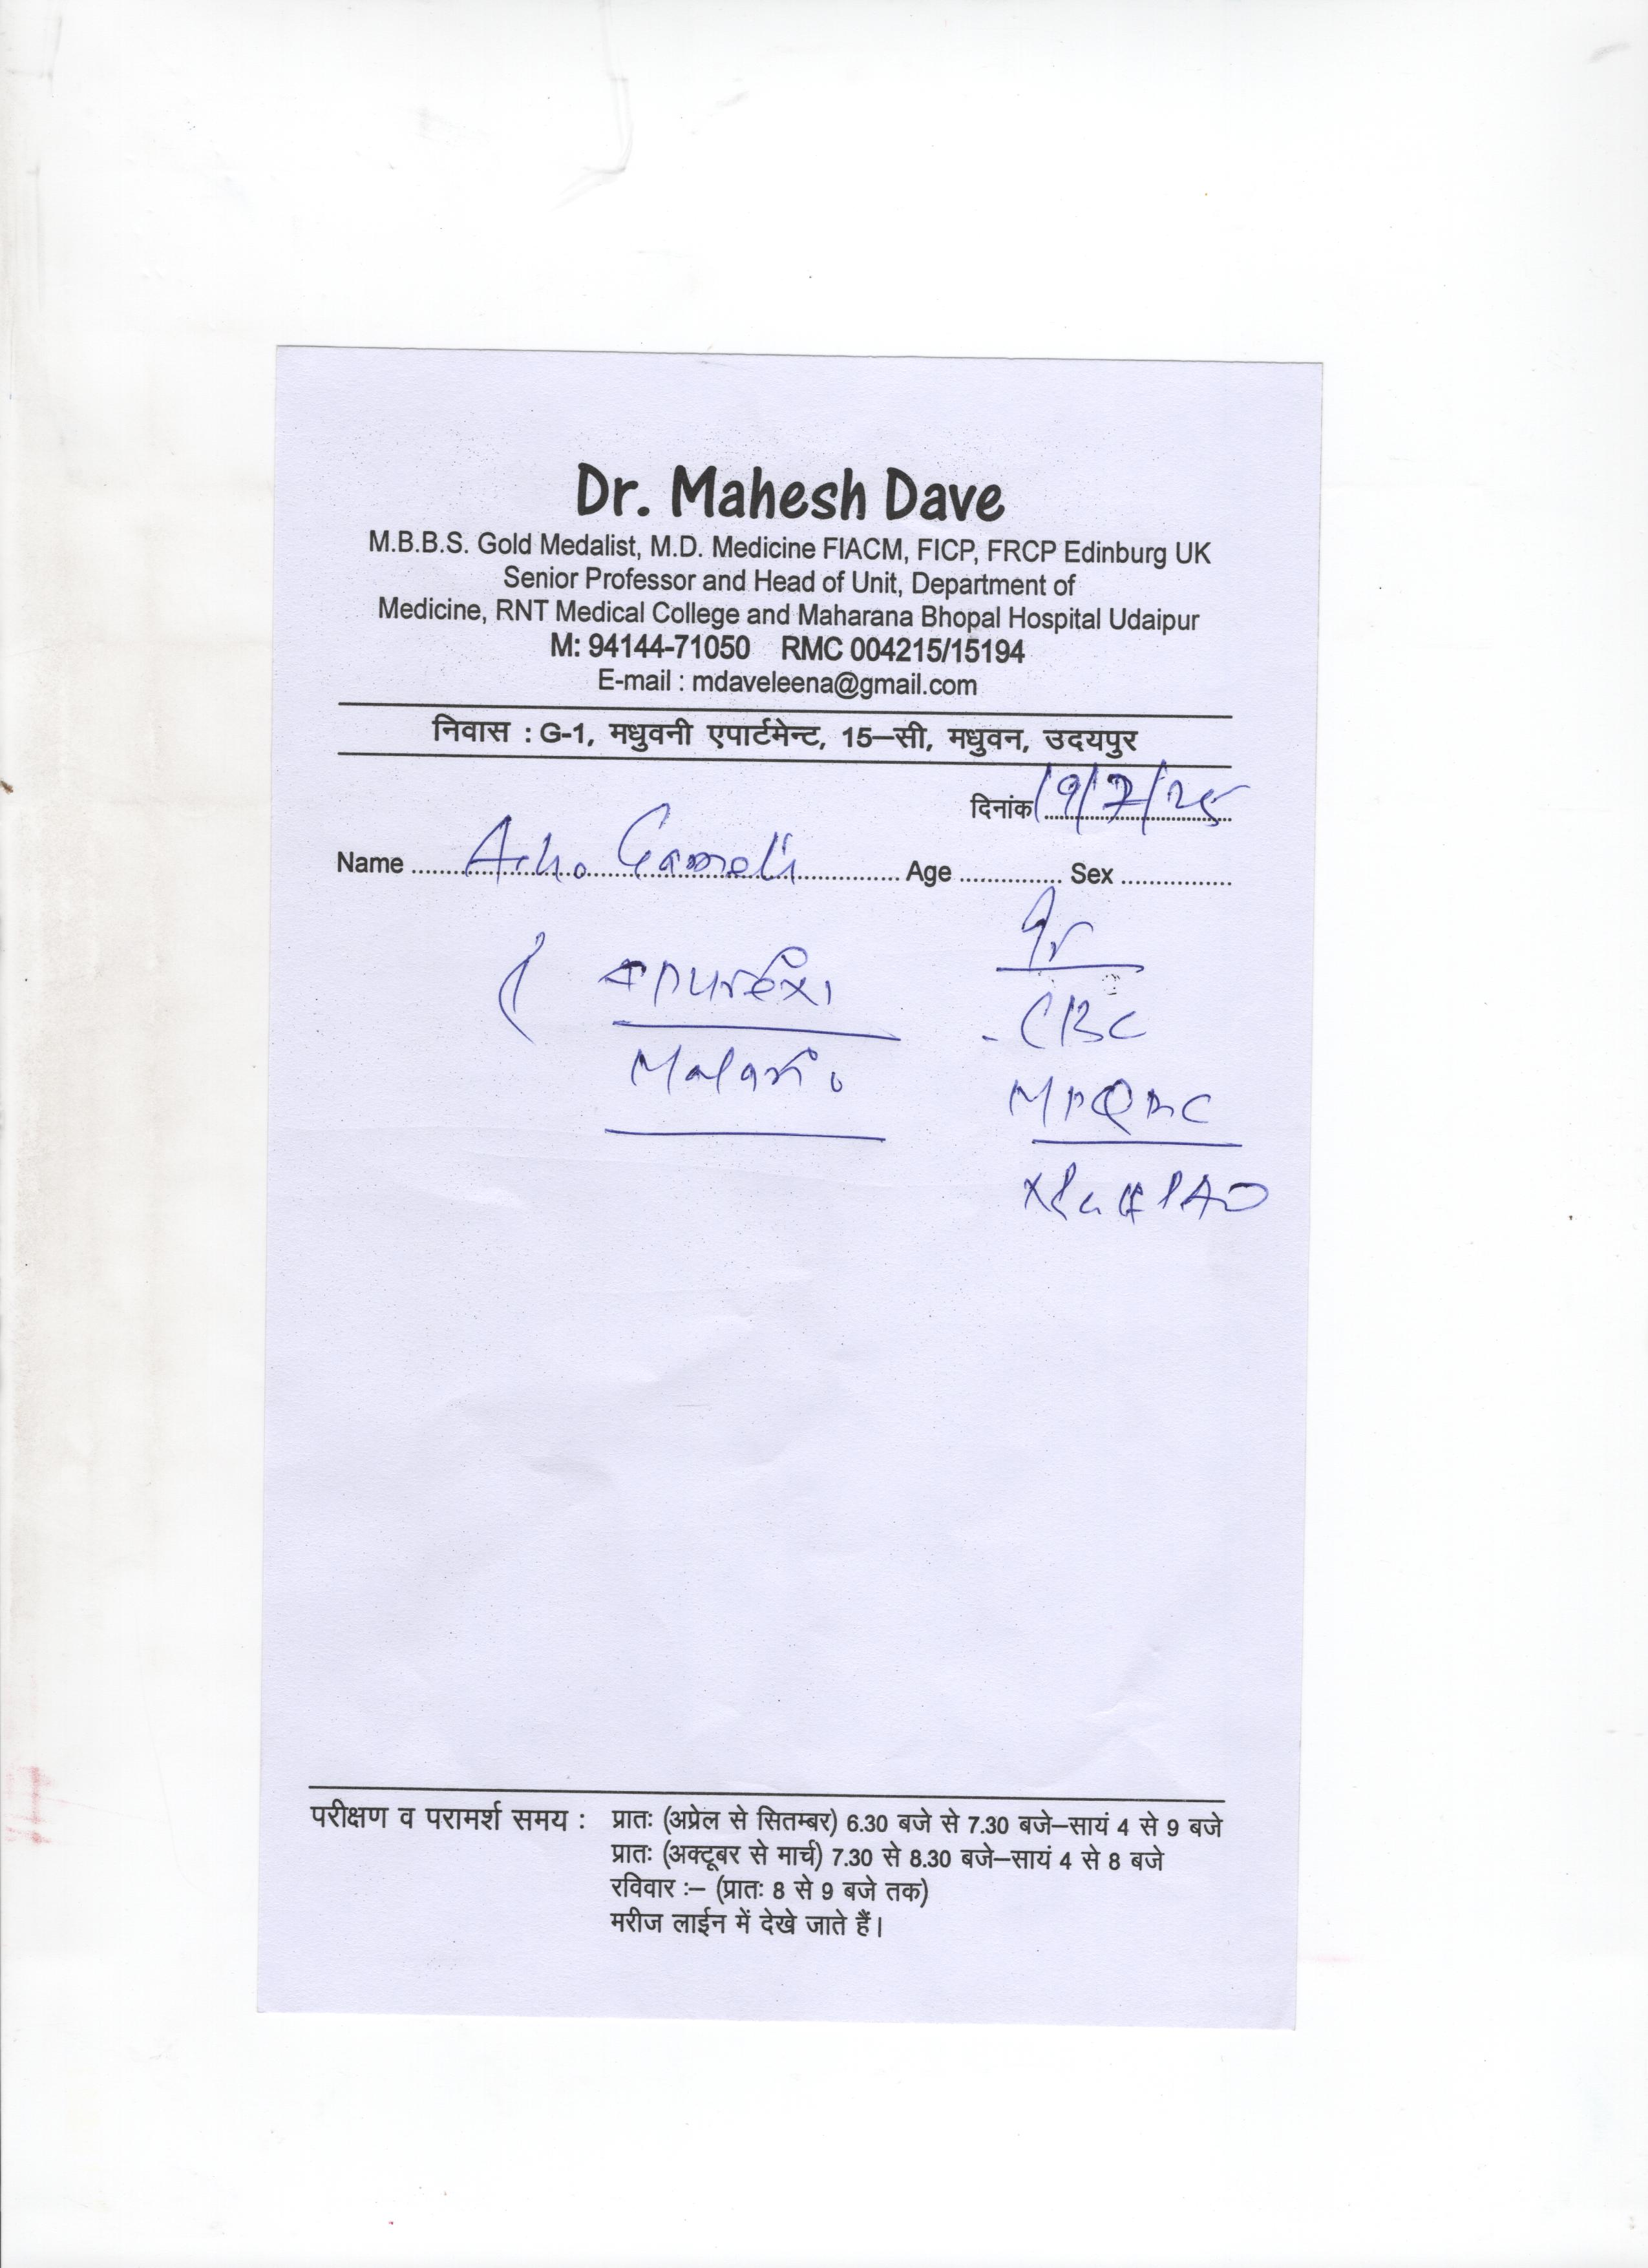 Dr. Mahesh Dave
M.B.B.S. Gold Medalist, M.D. Medicine FIACM, FICP, FRCP Edinburg UK
Senior Professor and Head of Unit, Department of
Medicine, RNT Medical College and Maharana Bhopal Hospital Udaipur
M: 94144-71050 RMC 004215/15194
E-mail : mdaveleena@gmail.com
निवास : G-1, मधुवनी एपार्टमेन्ट, 15–सी, मधुवन, उदयपुर
दिनांक 19/7/25
Name Age Sex
CBC
परीक्षण व परामर्श समय : प्रातः (अप्रेल से सितम्बर) 6.30 बजे से 7.30 बजे–सायं 4 से 9 बजे
प्रातः (अक्टूबर से मार्च) 7.30 से 8.30 बजे–सायं 4 से 8 बजे
रविवार :– (प्रातः 8 से 9 बजे तक)
मरीज लाईन में देखे जाते हैं।